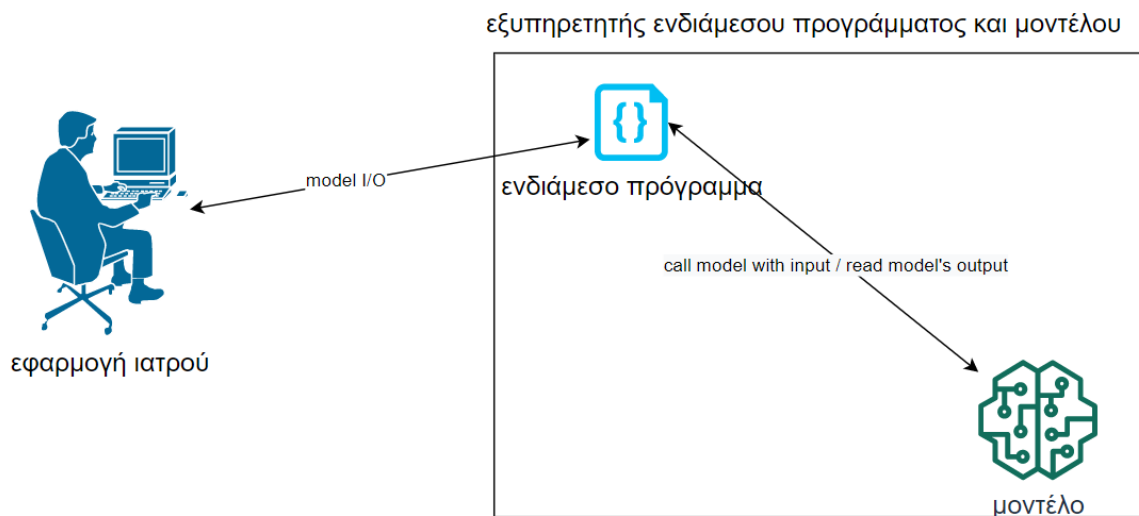 εξυπηρετητής ενδιάμεσου προγράμματος και μοντέλου
{}
model I/O
ενδιάμεσο πρόγραμμα
call model with input / read model's output
εφαρμογή ιατρού
μοντέλο